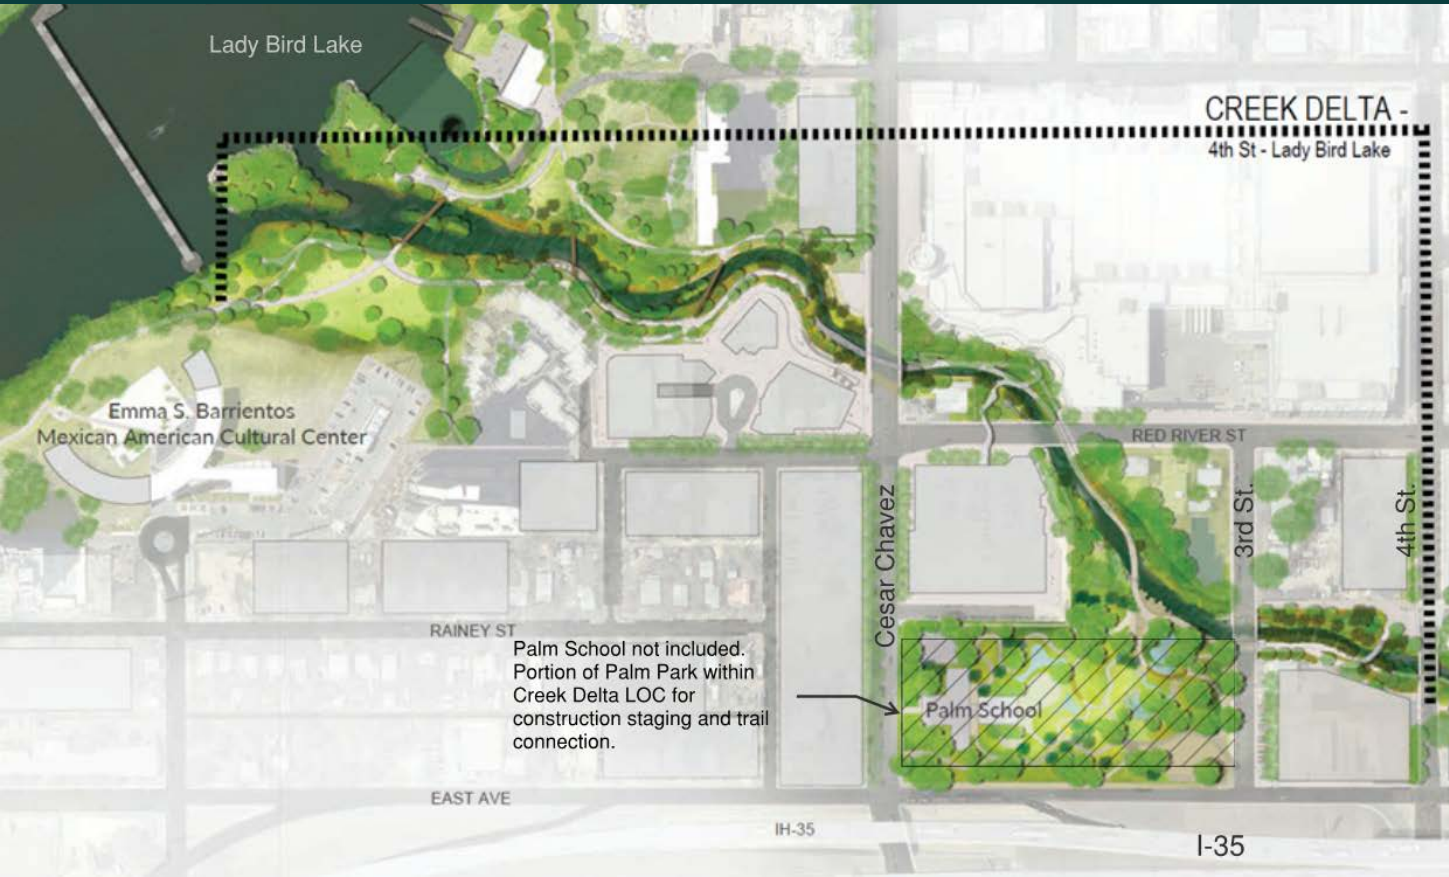 Lady Bird Lake
CREEK DELTA -
4th St - Lady Bird Lake
Emma S. Barrientos
Mexican American Cultural Center
RED RIVER ST
Cesar Chavez
3rd St.
4th St.
RAINEY ST
Palm School not included.
Portion of Palm Park within
Creek Delta LOC for
construction staging and trail
connection.
Palm School
EAST AVE
IH-35
I-35